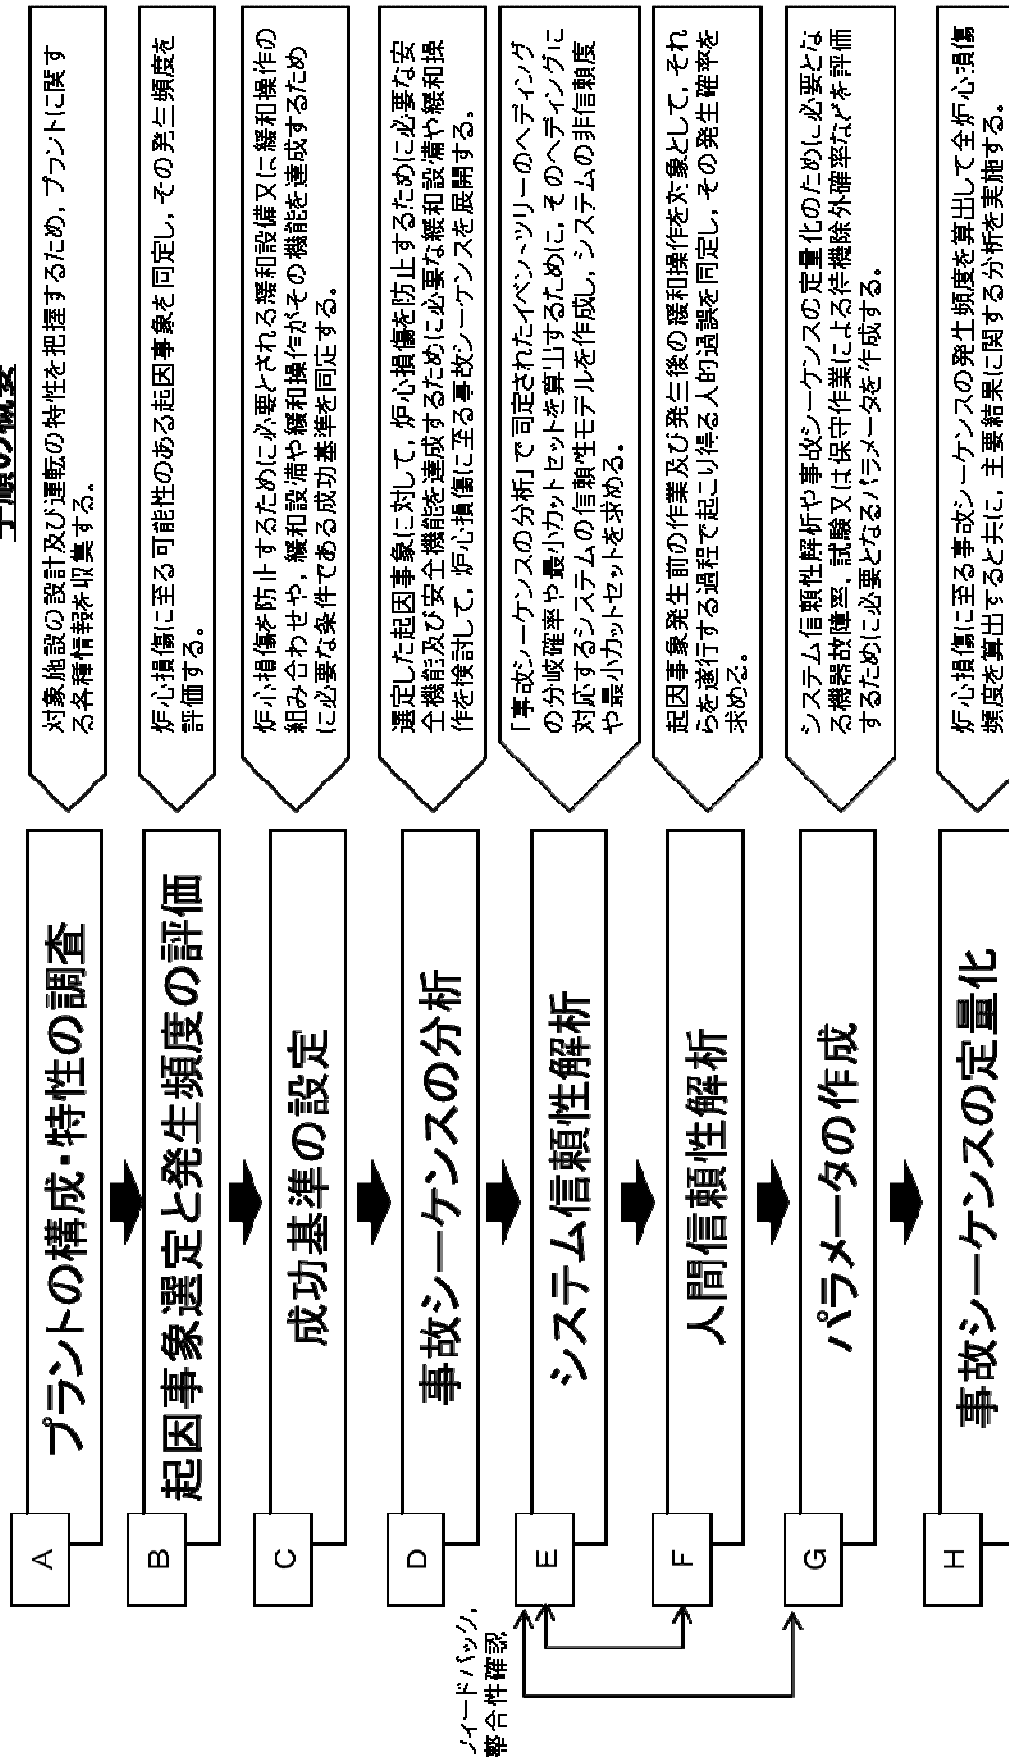 手順の概要
A
プラントの構成・特性の調査
対象施設の設計及び運転の特性を把握するため，プラントに関す
る各種情報を収集する。
B
起因事象選定と発生頻度の評価
炉心損傷に至る可能性のある起因事象を同定し，その発生頻度を
評価する。
C
成功基準の設定
炉心損傷を防止するために必要とされる緩和設備又は緩和操作の
組み合わせや，緩和設備や緩和操作がその機能を達成するため
に必要な条件である成功基準を同定する。
D
事故シーケンスの分析
選定した起因事象に対して，炉心損傷を防止するために必要な安
全機能及び安全機能を達成するために必要な緩和設備や緩和操
作を検討して，炉心損傷に至る事故シーケンスを展開する。
E
システム信頼性解析
「事故シーケンスの分析」で同定されたイベントツリーのヘディング
の分岐確率や最小カットセットを算出するために，そのヘディングに
対応するシステムの信頼性モデルを作成し，システムの非信頼度
や最小カットセットを求める。
F
人間信頼性解析
起因事象発生前の作業及び発生後の緩和操作を対象として，それ
らを遂行する過程で起こり得る人的過誤を同定し，その発生確率を
求める。
G
パラメータの作成
システム信頼性解析や事故シーケンスの定量化のために必要とな
る機器故障率，試験又は保守作業による待機除外確率などを評価
するために必要となるパラメータを作成する。
H
事故シーケンスの定量化
炉心損傷に至る事故シーケンスの発生頻度を算出して全炉心損傷
頻度を算出すると共に，主要結果に関する分析を実施する。
フィードバック，
整合性確認